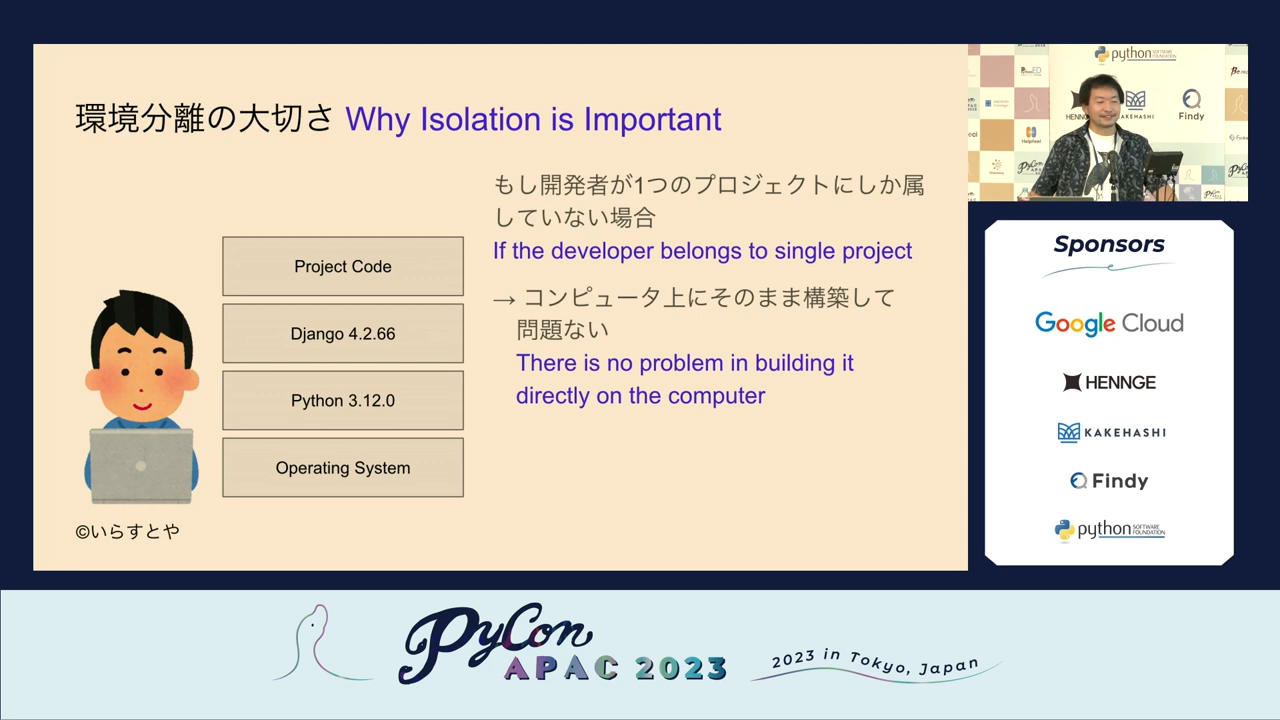 環境分離の大切さ Why Isolation is Important
もし開発者が1つのプロジェクトにしか属
していない場合
If the developer belongs to single project
→ コンピュータ上にそのまま構築して
問題ない
There is no problem in building it
directly on the computer
Project Code
Django 4.2.66
Python 3.12.0
Operating System
©いらすとや
python
SOFTWARE
FOUNDATION
KAKEHASHI
Findy
Sponsors
Google Cloud
HENNGE
KAKEHASHI
Findy
python
SOFTWARE
FOUNDATION
PyCon
APAC 2023
2023 in Tokyo, Japan